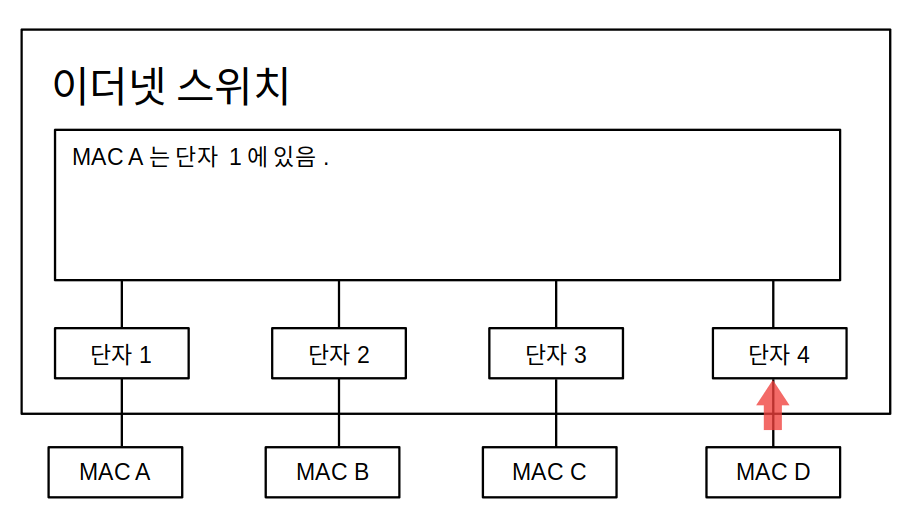 이더넷 스위치
MAC A 는 단자 1 에 있음 .
단자 1
단자 2
단자 3
단자 4
MAC A
MAC B
MAC C
MAC D